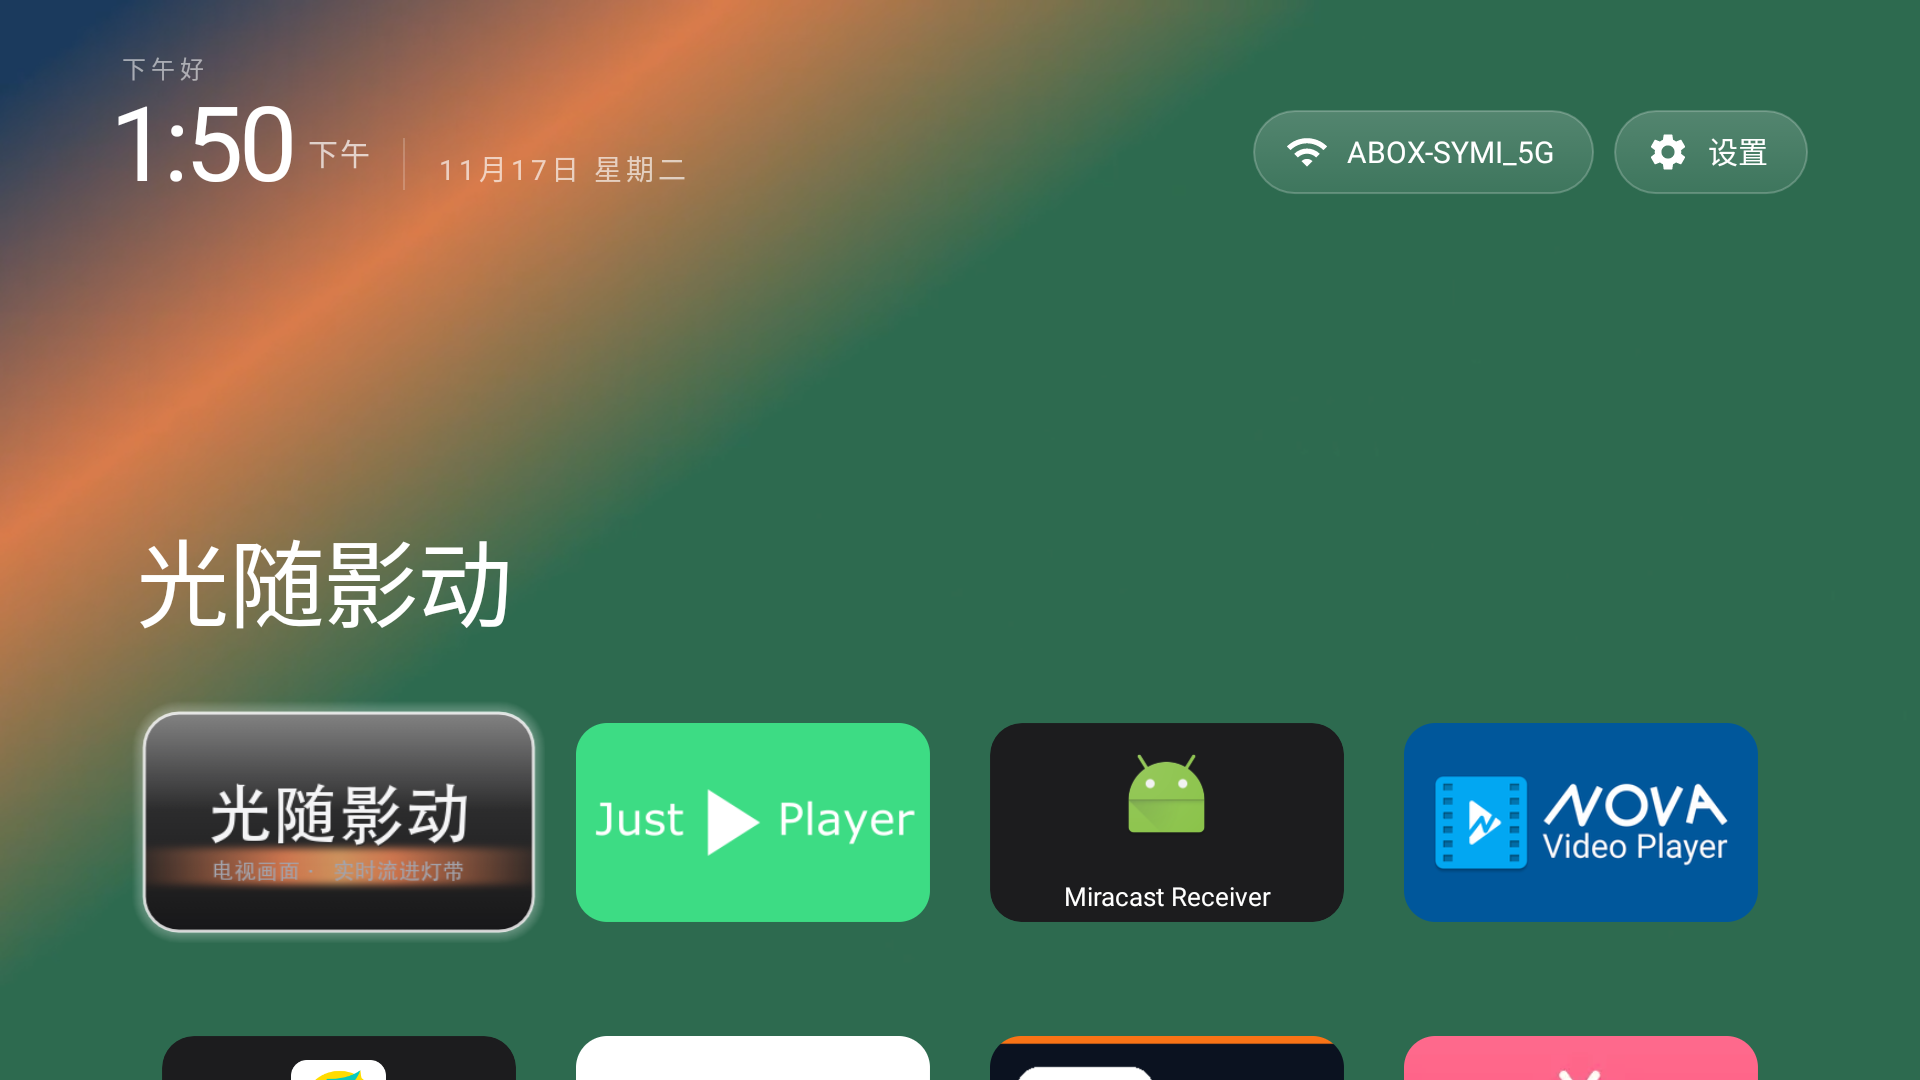 下午好
1:50 下午
11月17日 星期二
ABOX-SYMI_5G
设置
光随影动
光随影动
电视画面 · 实时流进灯带
Just Player
Miracast Receiver
NOVA
Video Player